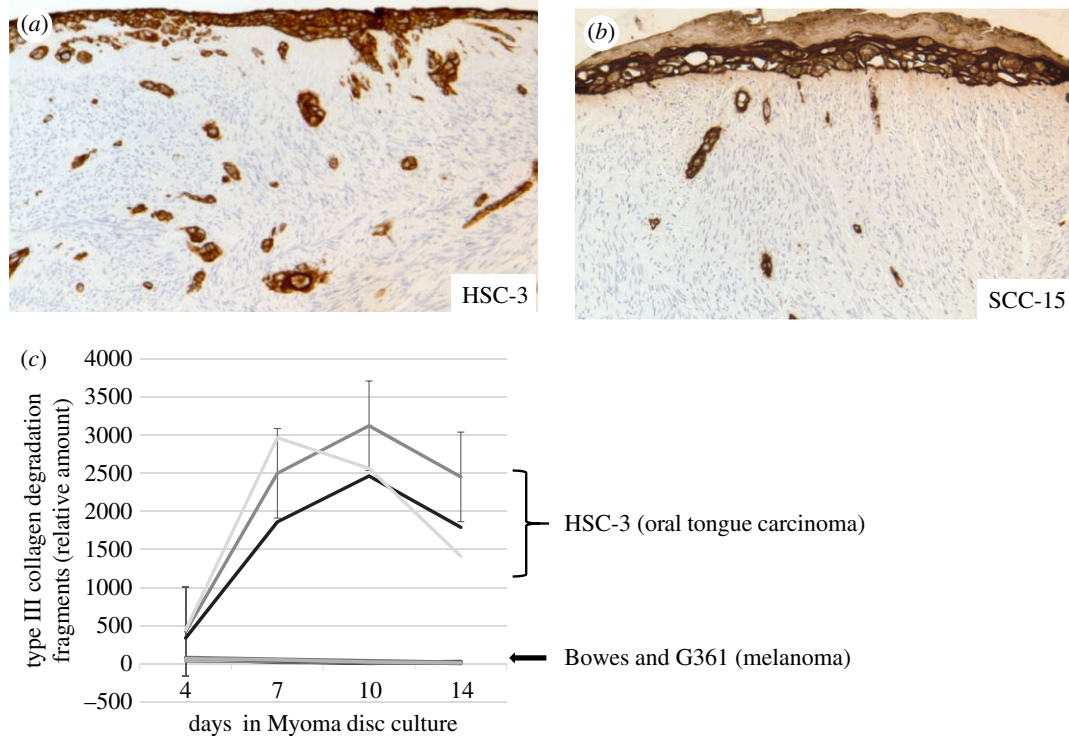 (a)
HSC-3
(b)
SCC-15
(c)
type III collagen degradation
fragments (relative amount)
4000
3500
3000
2500
2000
1500
1000
500
0
–500
4
7
10
14
days in Myoma disc culture
HSC-3 (oral tongue carcinoma)
Bowes and G361 (melanoma)